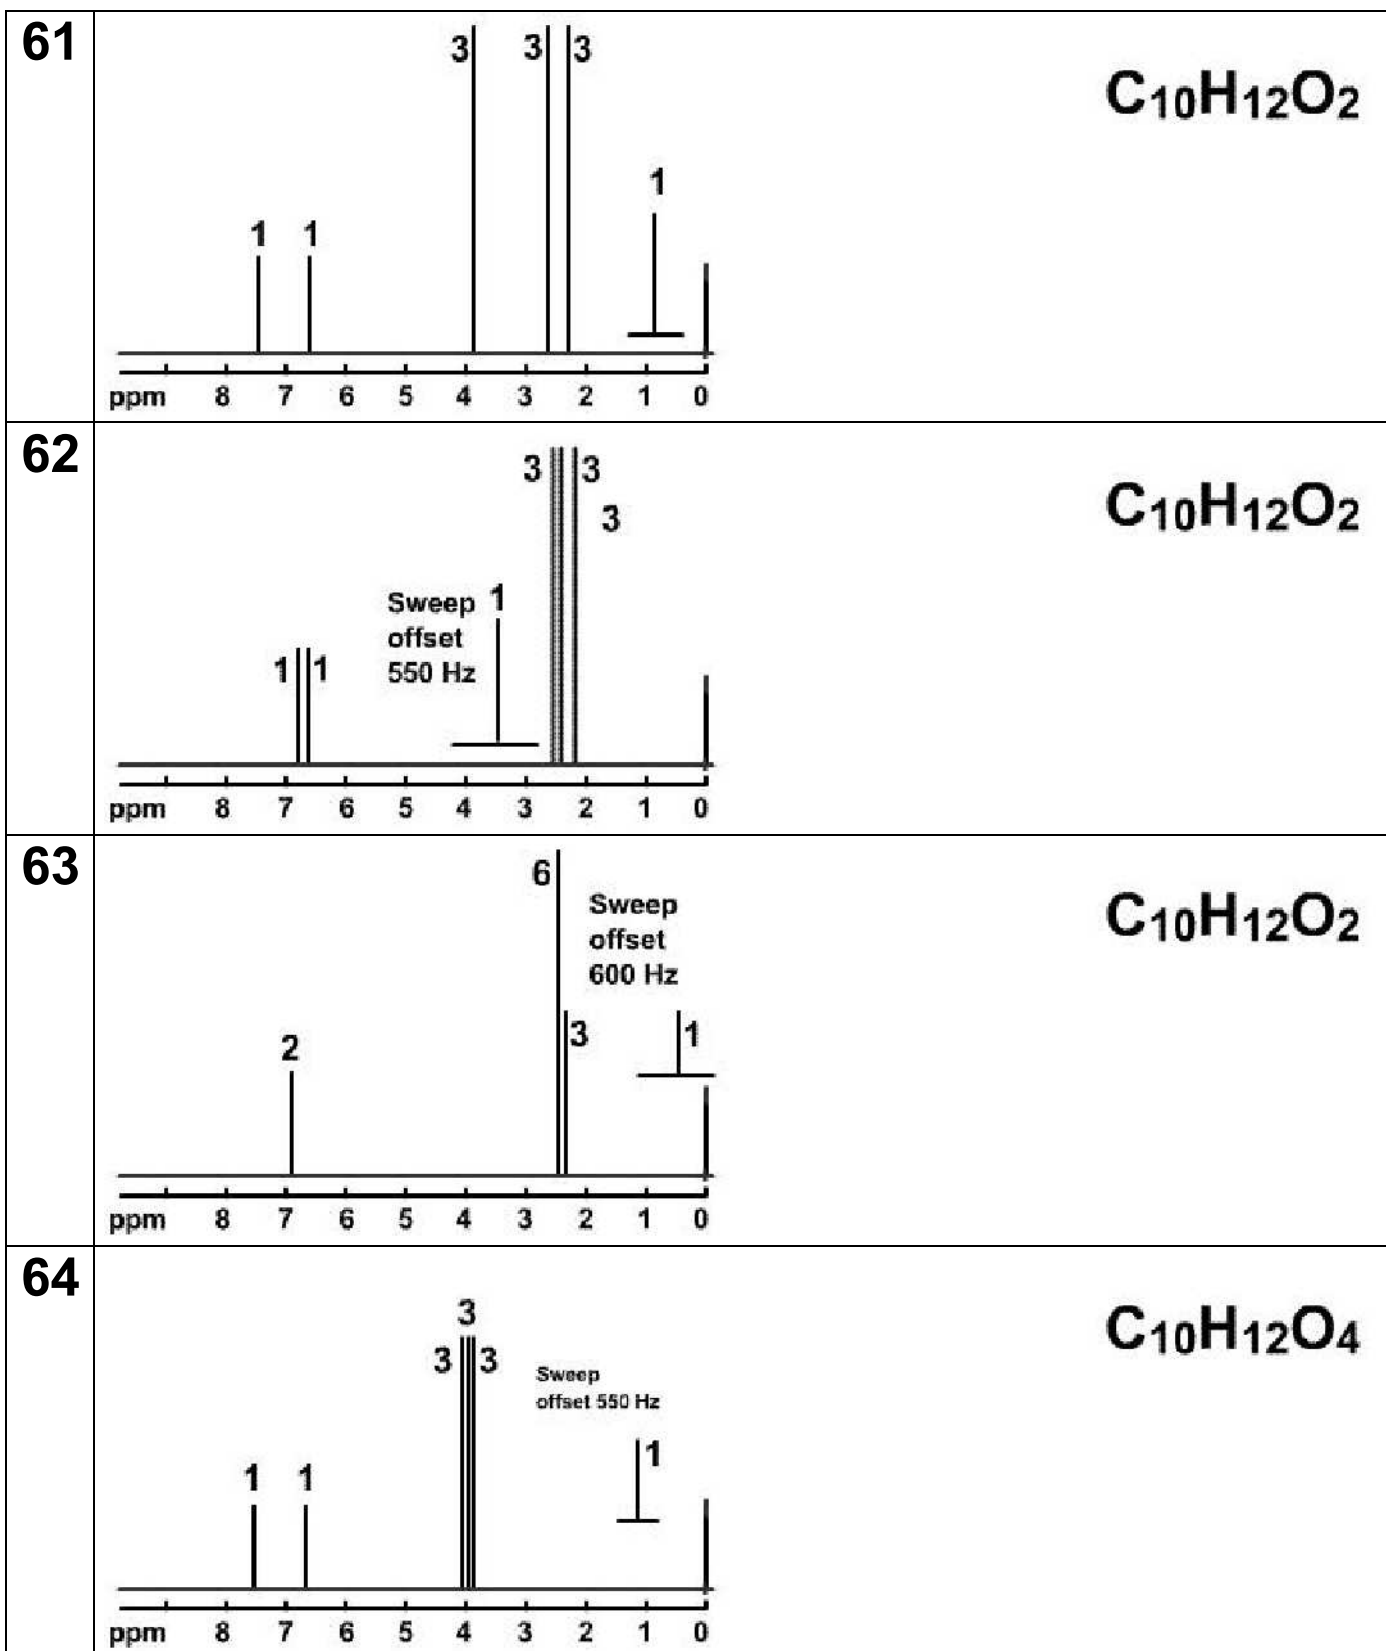 61
3 3 3
C10H12O2
1
1 1
ppm 8 7 6 5 4 3 2 1 0
62
3 3
C10H12O2
3
Sweep 1
offset
1 1 550 Hz
ppm 8 7 6 5 4 3 2 1 0
63
6
C10H12O2
Sweep
offset
600 Hz
2 3 1
ppm 8 7 6 5 4 3 2 1 0
64
C10H12O4
3
3 3
Sweep
offset 550 Hz
1
1 1
ppm 8 7 6 5 4 3 2 1 0